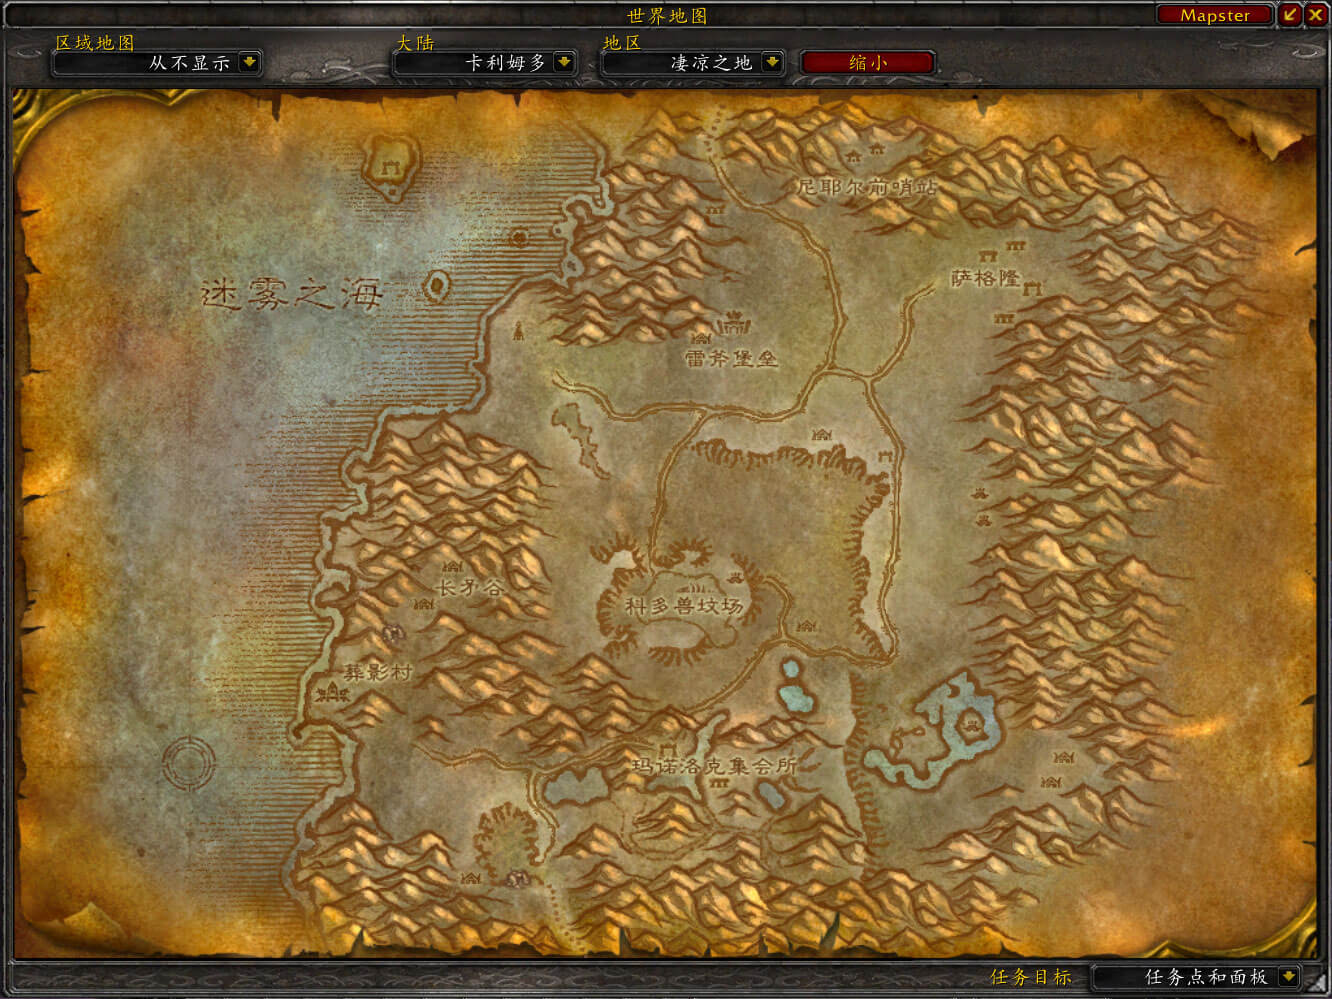 世界地图
Mapster
区域地图
大陆
地区
从不显示
卡利姆多
凄凉之地
缩小
尼耶尔前哨站
萨格隆
迷雾之海
雷斧堡垒
长矛谷
科多兽坟场
葬影村
玛诺洛克集会所
任务目标
任务点和面板